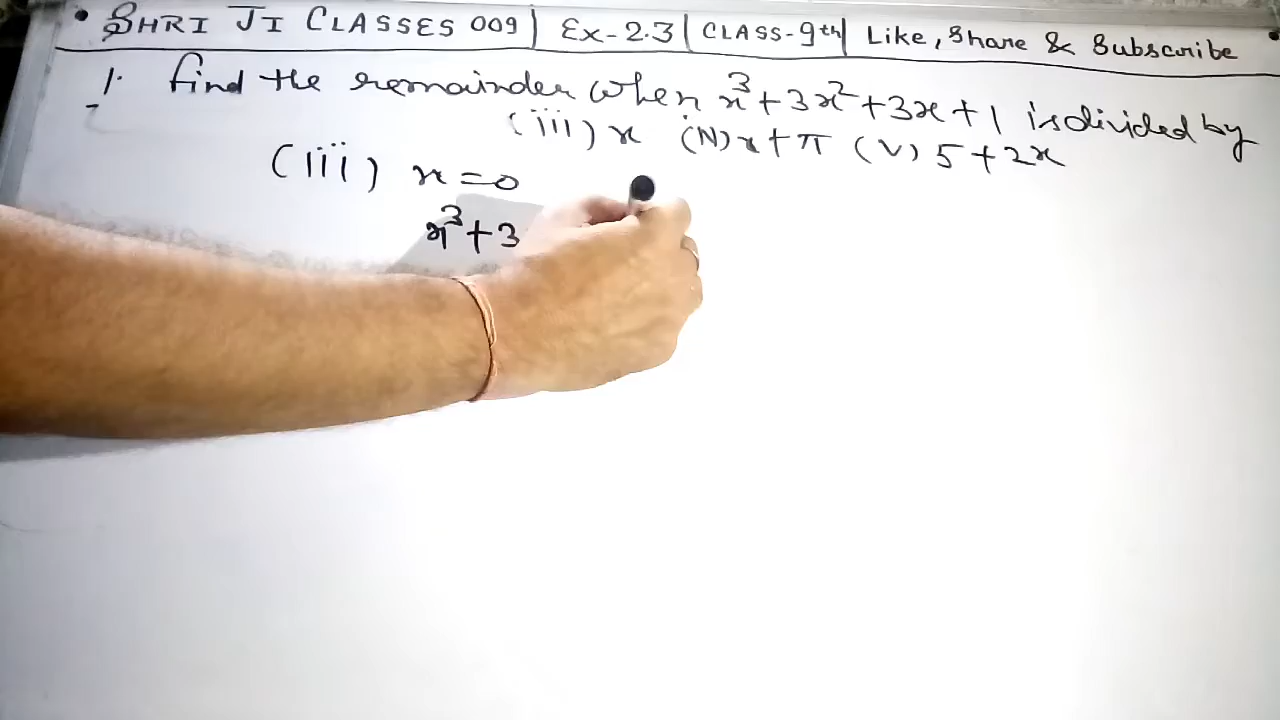 • SHRI JI CLASSES 009 | Ex-2.3 | CLASS-9th | Like, Share & Subscribe
1. find the remainder when x³+3x²+3x+1 is divided by
(iii) x (iv) x+π (v) 5+2x
(iii) x=0
x³+3